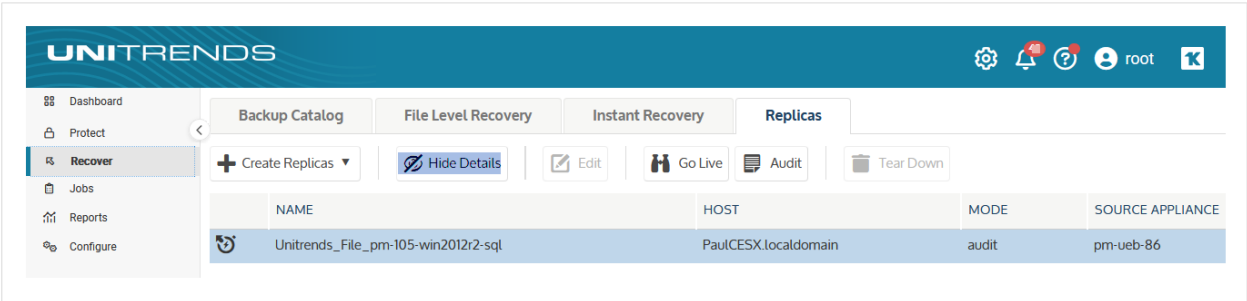 UNITRENDS
root
Dashboard
Protect
Recover
Jobs
Reports
Configure
Backup Catalog File Level Recovery Instant Recovery Replicas
Create Replicas Hide Details Edit Go Live Audit Tear Down
NAME HOST MODE SOURCE APPLIANCE
Unitrends_File_pm-105-win2012r2-sql PaulCESX.localdomain audit pm-ueb-86